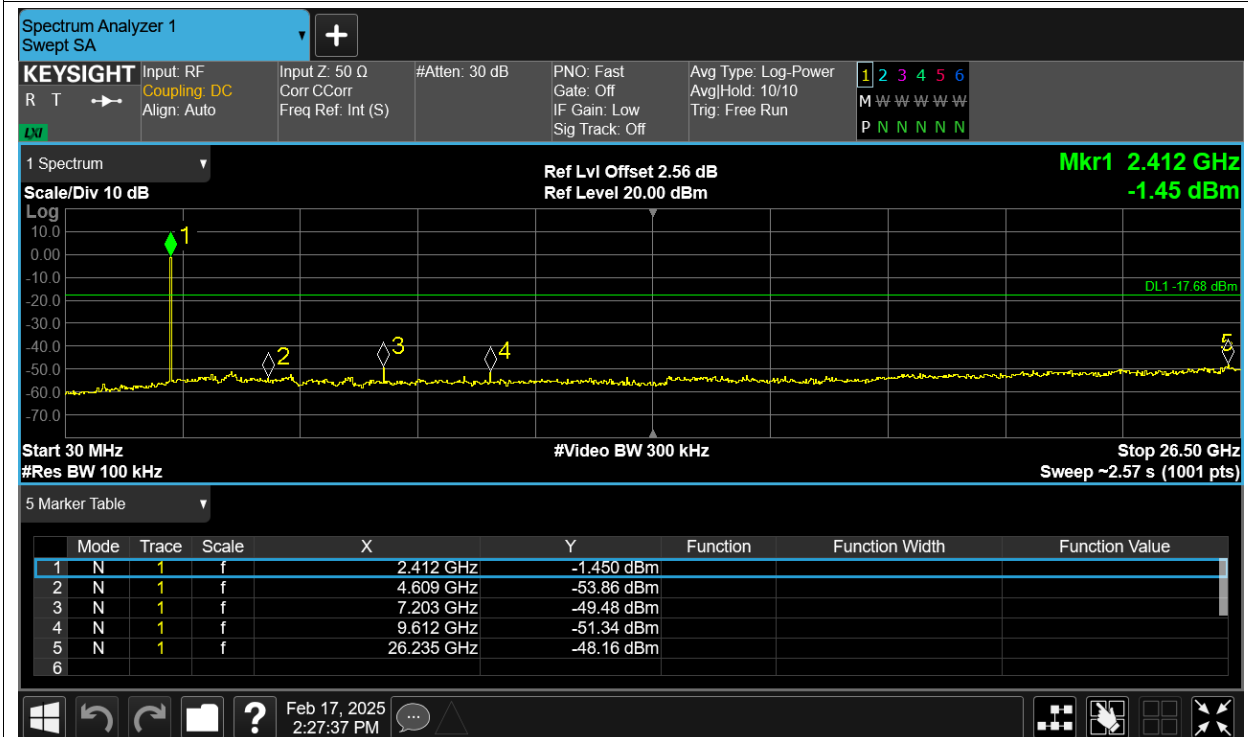 Spectrum Analyzer 1
Swept SA
KEYSIGHT
R T
LXI
Input: RF
Coupling: DC
Align: Auto
Input Z: 50 Ω
Corr CCorr
Freq Ref: Int (S)
#Atten: 30 dB
PNO: Fast
Gate: Off
IF Gain: Low
Sig Track: Off
Avg Type: Log-Power
Avg|Hold: 10/10
Trig: Free Run
1 2 3 4 5 6
M W W W W W
P N N N N N
1 Spectrum
Scale/Div 10 dB
Ref Lvl Offset 2.56 dB
Ref Level 20.00 dBm
Mkr1 2.412 GHz
-1.45 dBm
Log
10.0
0.00
-10.0
-20.0
-30.0
-40.0
-50.0
-60.0
-70.0
1
2
3
4
5
DL1 -17.68 dBm
Start 30 MHz
#Res BW 100 kHz
#Video BW 300 kHz
Stop 26.50 GHz
Sweep ~2.57 s (1001 pts)
5 Marker Table
Mode Trace Scale X Y Function Function Width Function Value
1 N 1 f 2.412 GHz -1.450 dBm
2 N 1 f 4.609 GHz -53.86 dBm
3 N 1 f 7.203 GHz -49.48 dBm
4 N 1 f 9.612 GHz -51.34 dBm
5 N 1 f 26.235 GHz -48.16 dBm
6
?
Feb 17, 2025
2:27:37 PM